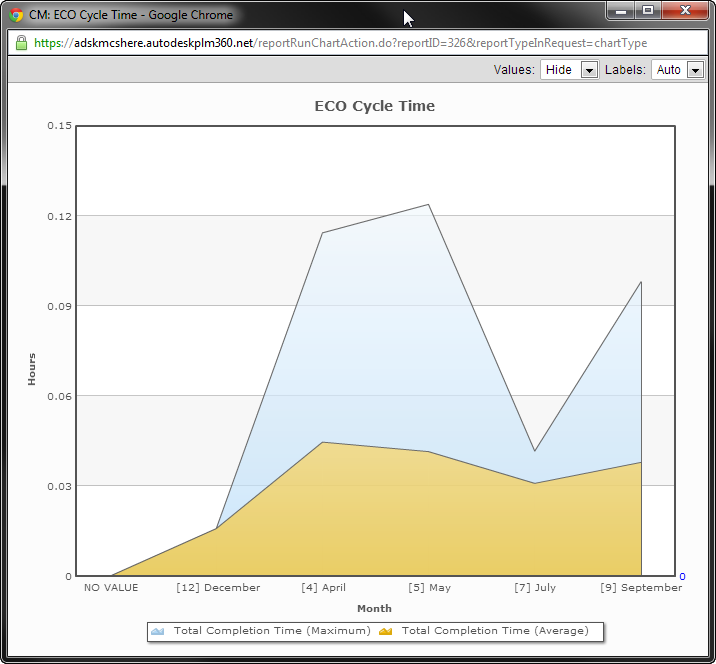 CM: ECO Cycle Time - Google Chrome
https://adskmcshere.autodeskplm360.net/reportRunChartAction.do?reportID=326&reportTypeInRequest=chartType
Values: Hide Labels: Auto
ECO Cycle Time
0.15
0.12
0.09
0.06
0.03
0
0
Hours
NO VALUE [12] December [4] April [5] May [7] July [9] September
Month
Total Completion Time (Maximum) Total Completion Time (Average)